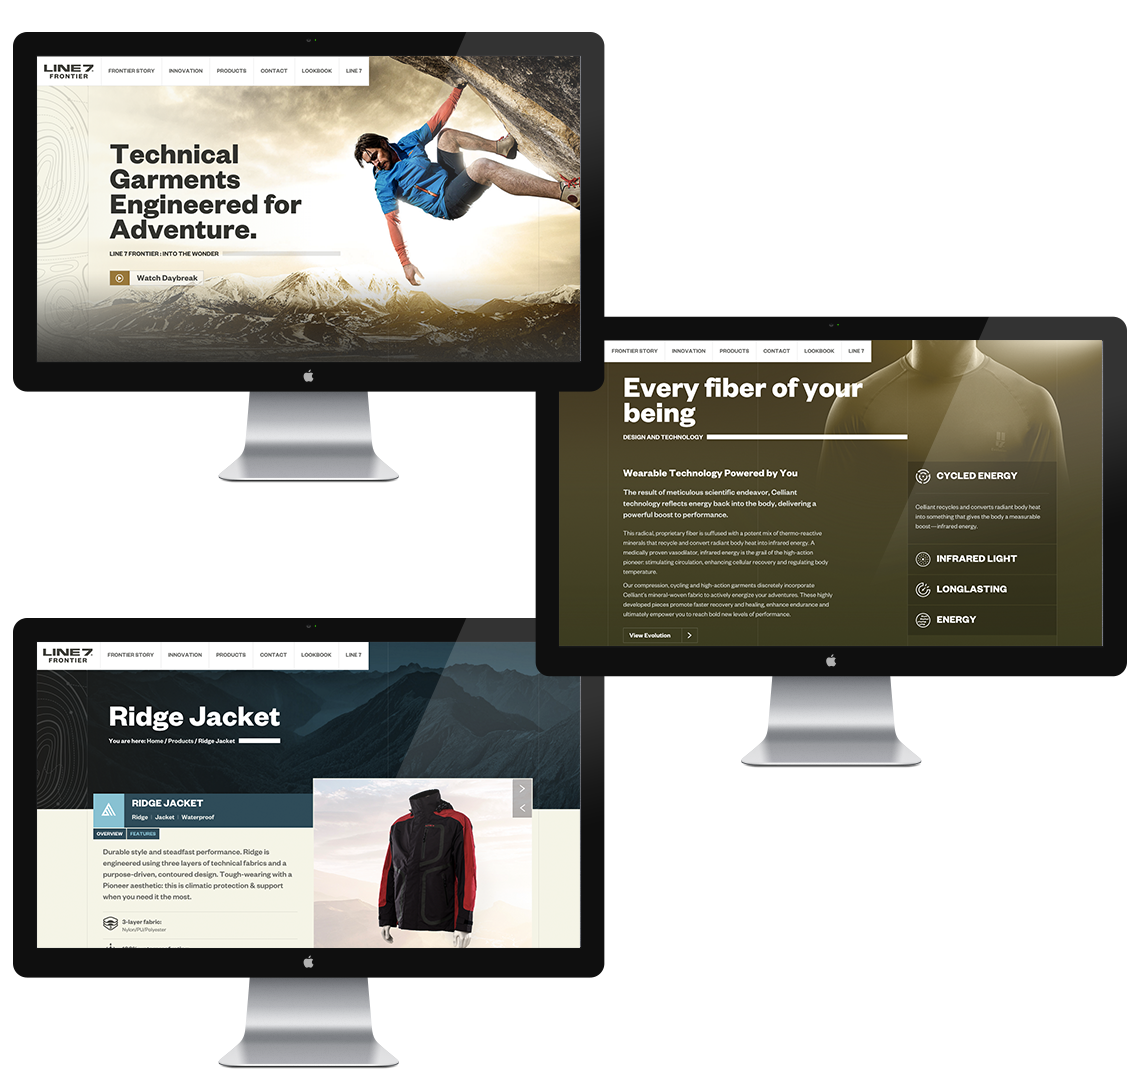 LINE 7
FRONTIER
FRONTIER STORY INNOVATION PRODUCTS CONTACT LOOKBOOK LINE 7
Technical
Garments
Engineered for
Adventure.
LINE 7 FRONTIER : INTO THE WONDER
Watch Daybreak
FRONTIER STORY INNOVATION PRODUCTS CONTACT LOOKBOOK LINE 7
Every fiber of your
being
DESIGN AND TECHNOLOGY
Wearable Technology Powered by You
The result of meticulous scientific endeavor, Celliant
technology reflects energy back into the body, delivering a
powerful boost to performance.
This radical, proprietary fiber is suffused with a potent mix of thermo-reactive
minerals that recycle and convert radiant body heat into infrared energy. A
medically proven vasodilator, infrared energy is the grail of the high-action
pioneer: stimulating circulation, enhancing cellular recovery and regulating body
temperature.
Our compression, cycling and high-action garments discretely incorporate
Celliant's mineral-woven fabric to actively energize your adventures. These highly
developed pieces promote faster recovery and healing, enhance endurance and
ultimately empower you to reach bold new levels of performance.
View Evolution >
CYCLED ENERGY
Celliant recycles and converts radiant body heat
into something that gives the body a measurable
boost—infrared energy.
INFRARED LIGHT
LONGLASTING
ENERGY
LINE 7
FRONTIER
FRONTIER STORY INNOVATION PRODUCTS CONTACT LOOKBOOK LINE 7
Ridge Jacket
You are here: Home / Products / Ridge Jacket
RIDGE JACKET
Ridge | Jacket | Waterproof
OVERVIEW FEATURES
Durable style and steadfast performance. Ridge is
engineered using three layers of technical fabrics and a
purpose-driven, contoured design. Tough-wearing with a
Pioneer aesthetic: this is climatic protection & support
when you need it the most.
3-layer fabric:
Nylon/PU/Polyester